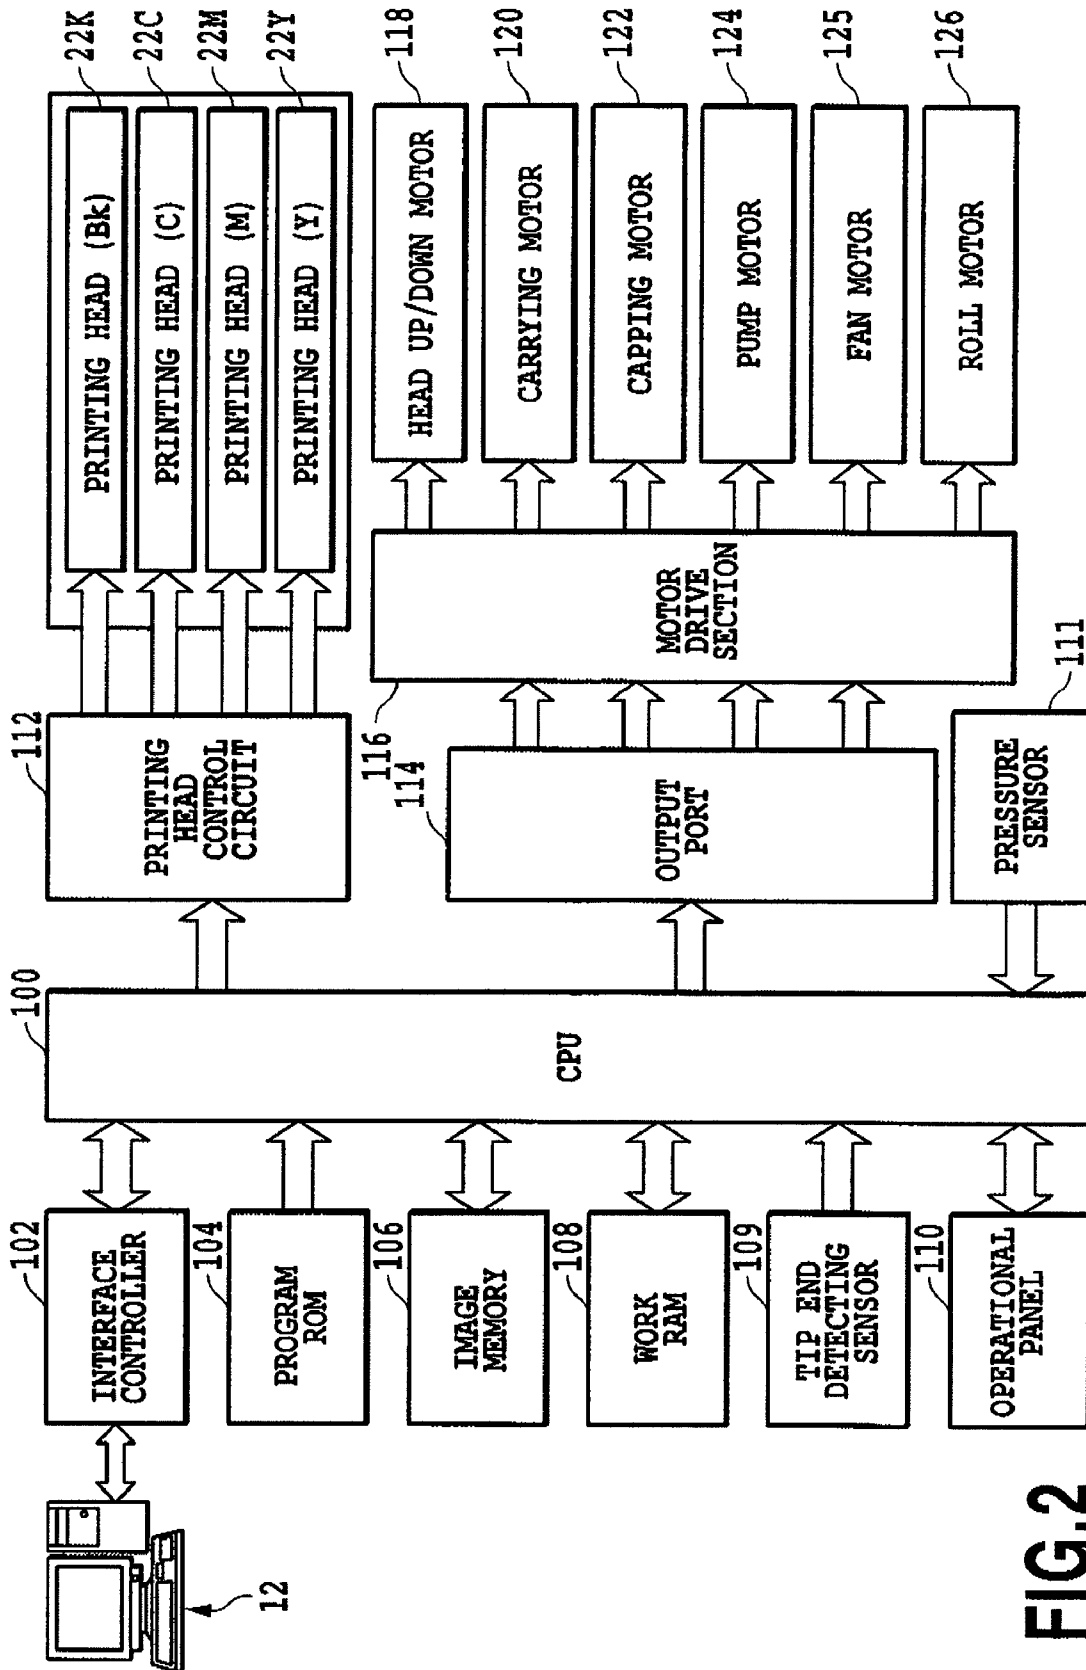 12
102
INTERFACE
CONTROLLER
104
PROGRAM
ROM
106
IMAGE
MEMORY
108
WORK
RAM
109
TIP END
DETECTING
SENSOR
110
OPERATIONAL
PANEL
100
CPU
112
PRINTING
HEAD
CONTROL
CIRCUIT
114
OUTPUT
PORT
PRESSURE
SENSOR
111
116
MOTOR
DRIVE
SECTION
PRINTING HEAD (Bk)
22K
PRINTING HEAD (C)
22C
PRINTING HEAD (M)
22M
PRINTING HEAD (Y)
22Y
HEAD UP/DOWN MOTOR
118
CARRYING MOTOR
120
CAPPING MOTOR
122
PUMP MOTOR
124
FAN MOTOR
125
ROLL MOTOR
126
FIG.2